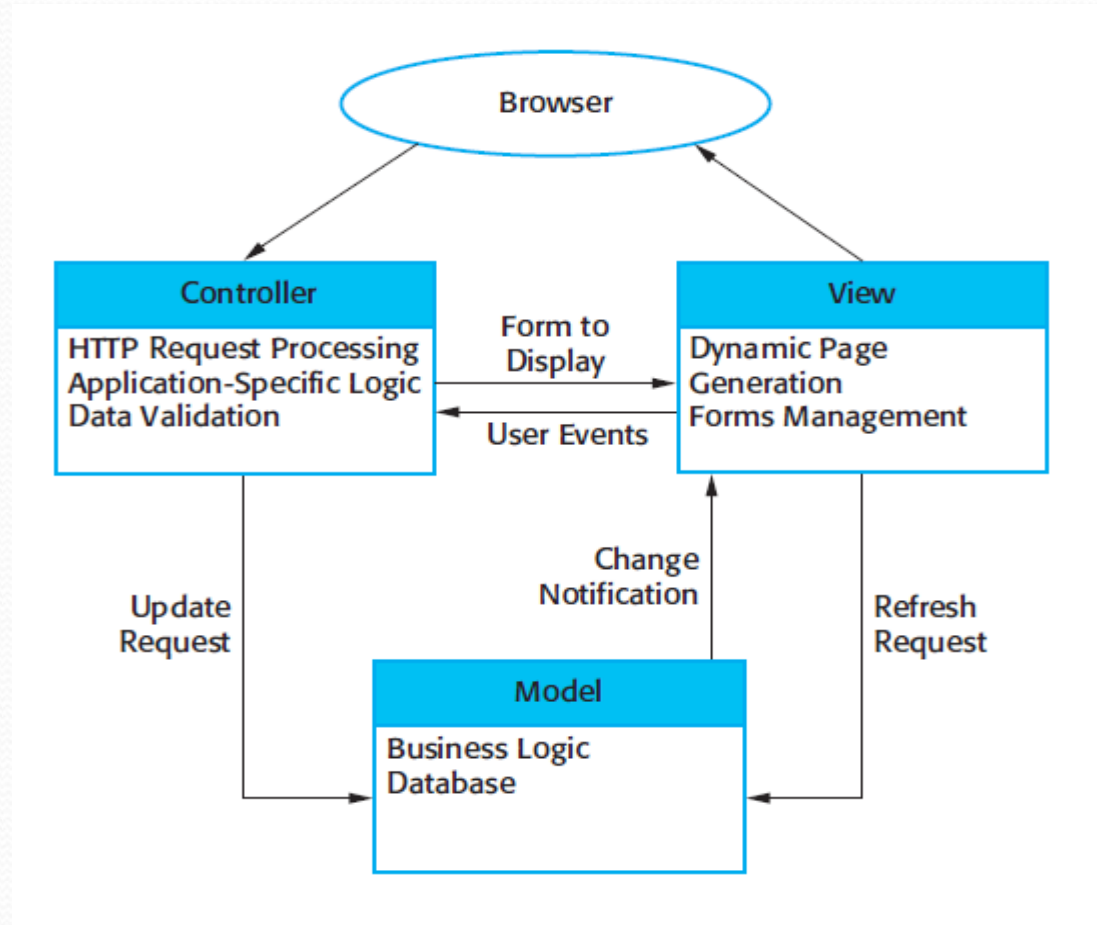 Browser
Controller
HTTP Request Processing
Application-Specific Logic
Data Validation
Form to
Display
User Events
View
Dynamic Page
Generation
Forms Management
Update
Request
Change
Notification
Refresh
Request
Model
Business Logic
Database